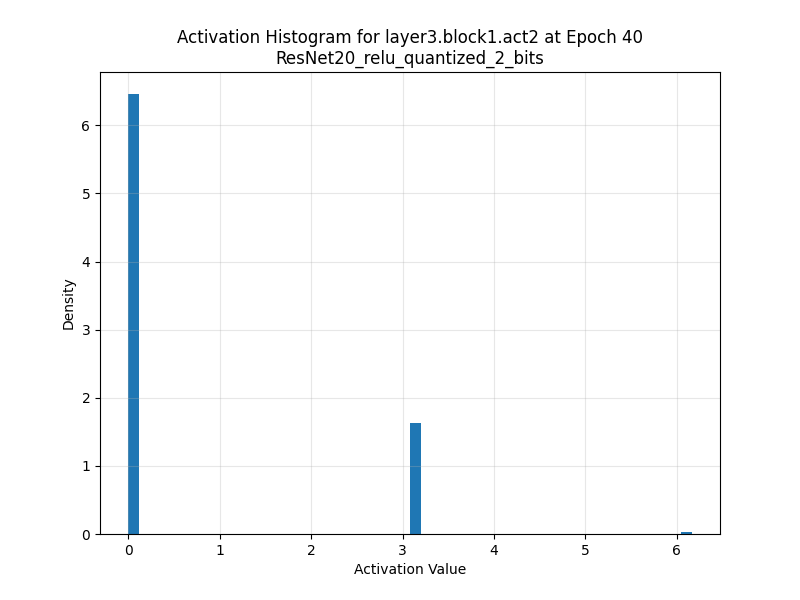 Activation Histogram for layer3.block1.act2 at Epoch 40
ResNet20_relu_quantized_2_bits
Density
6
5
4
3
2
1
0
0 1 2 3 4 5 6
Activation Value